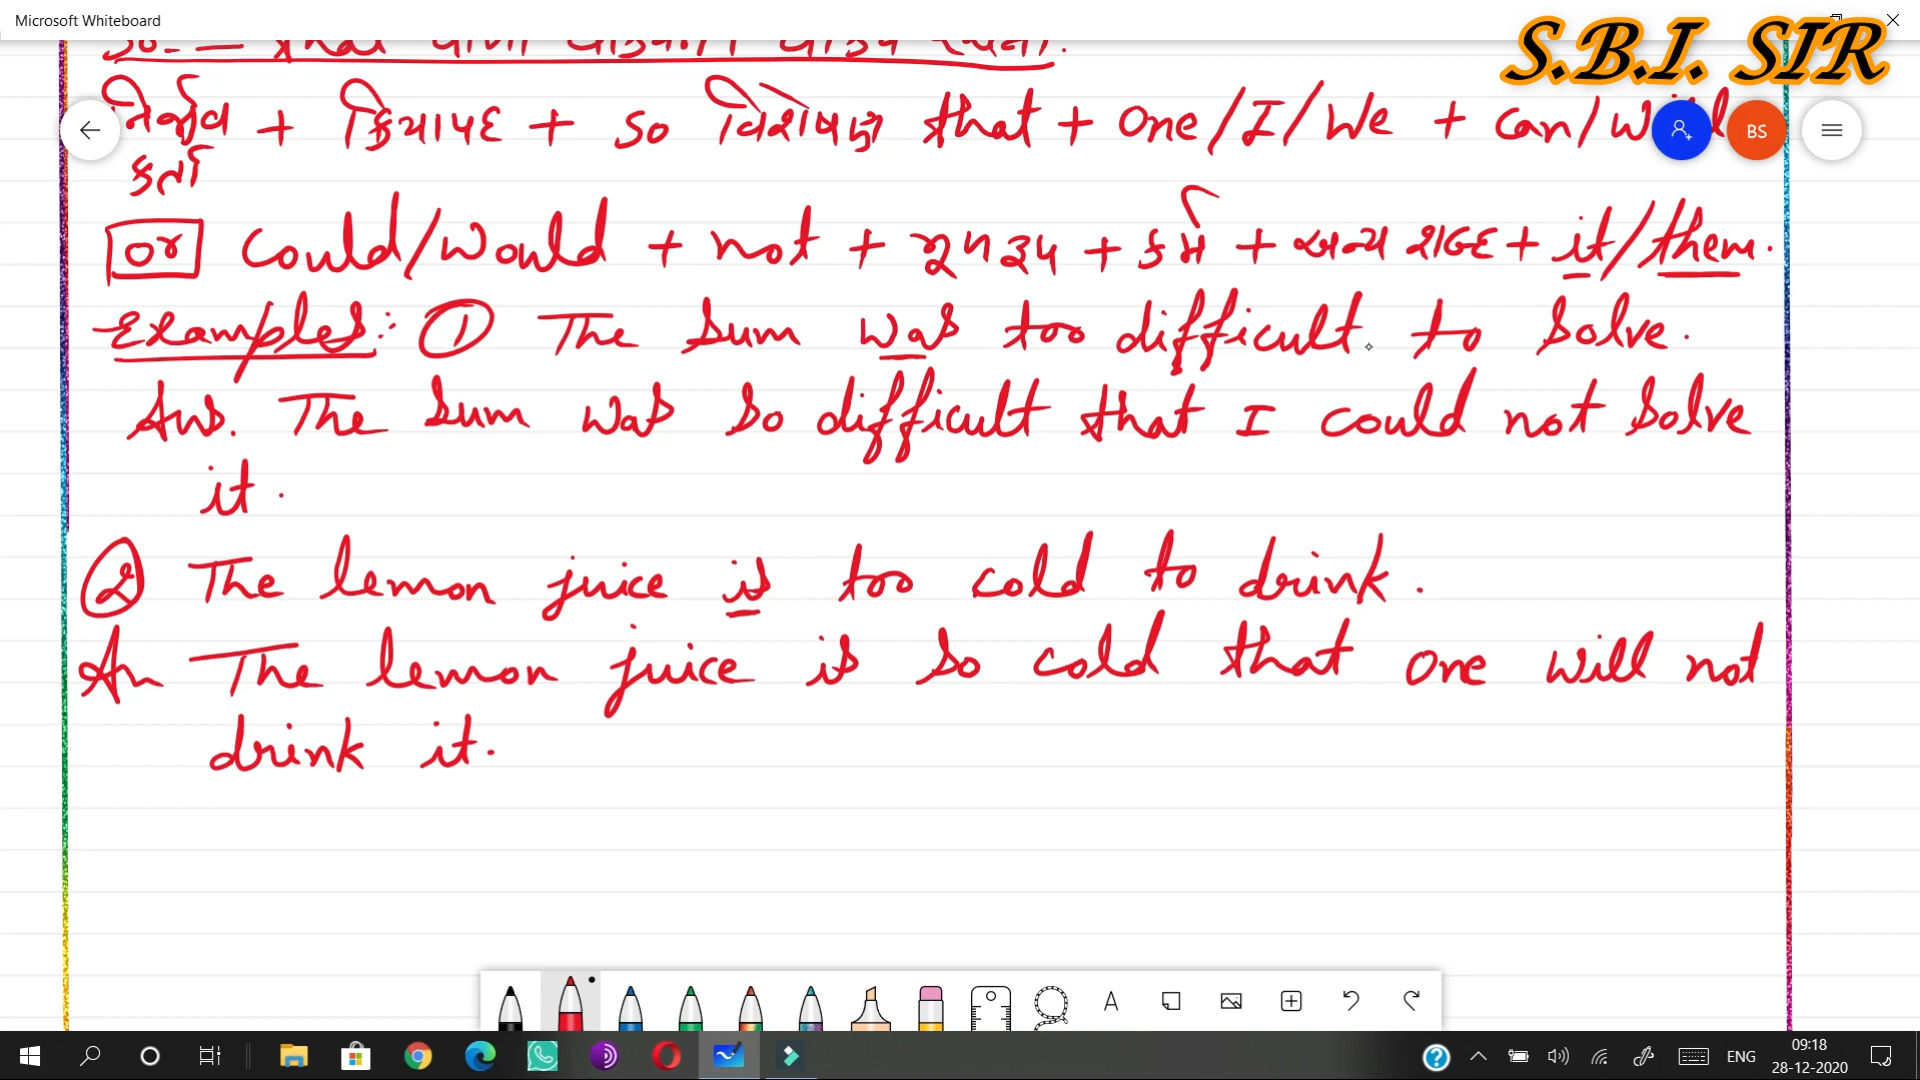 Microsoft Whiteboard
S.B.I. SIR
નિર્જીવ + ક્રિયાપદ + so વિશેષણ that + one/I/We + can/will
કર્તા
BS
or could/would + not + મૂળરૂપ + કર્મ + અન્ય શબ્દ + it/them.
Examples: ① The sum was too difficult to solve.
Ans. The sum was so difficult that I could not solve
it.
② The lemon juice is too cold to drink.
An The lemon juice is so cold that one will not
drink it.
ENG
09:18
28-12-2020